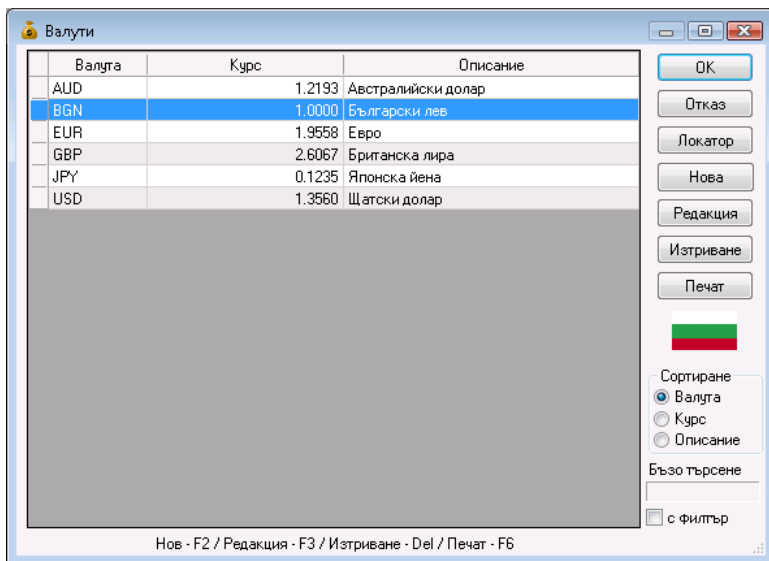 Валути
Валута Курс Описание
AUD 1.2193 Австралийски долар
BGN 1.0000 Български лев
EUR 1.9558 Евро
GBP 2.6067 Британска лира
JPY 0.1235 Японска йена
USD 1.3560 Щатски долар
OK
Отказ
Локатор
Нова
Редакция
Изтриване
Печат
Сортиране
Валута
Курс
Описание
Бъзо търсене
с филтър
Нов - F2 / Редакция - F3 / Изтриване - Del / Печат - F6